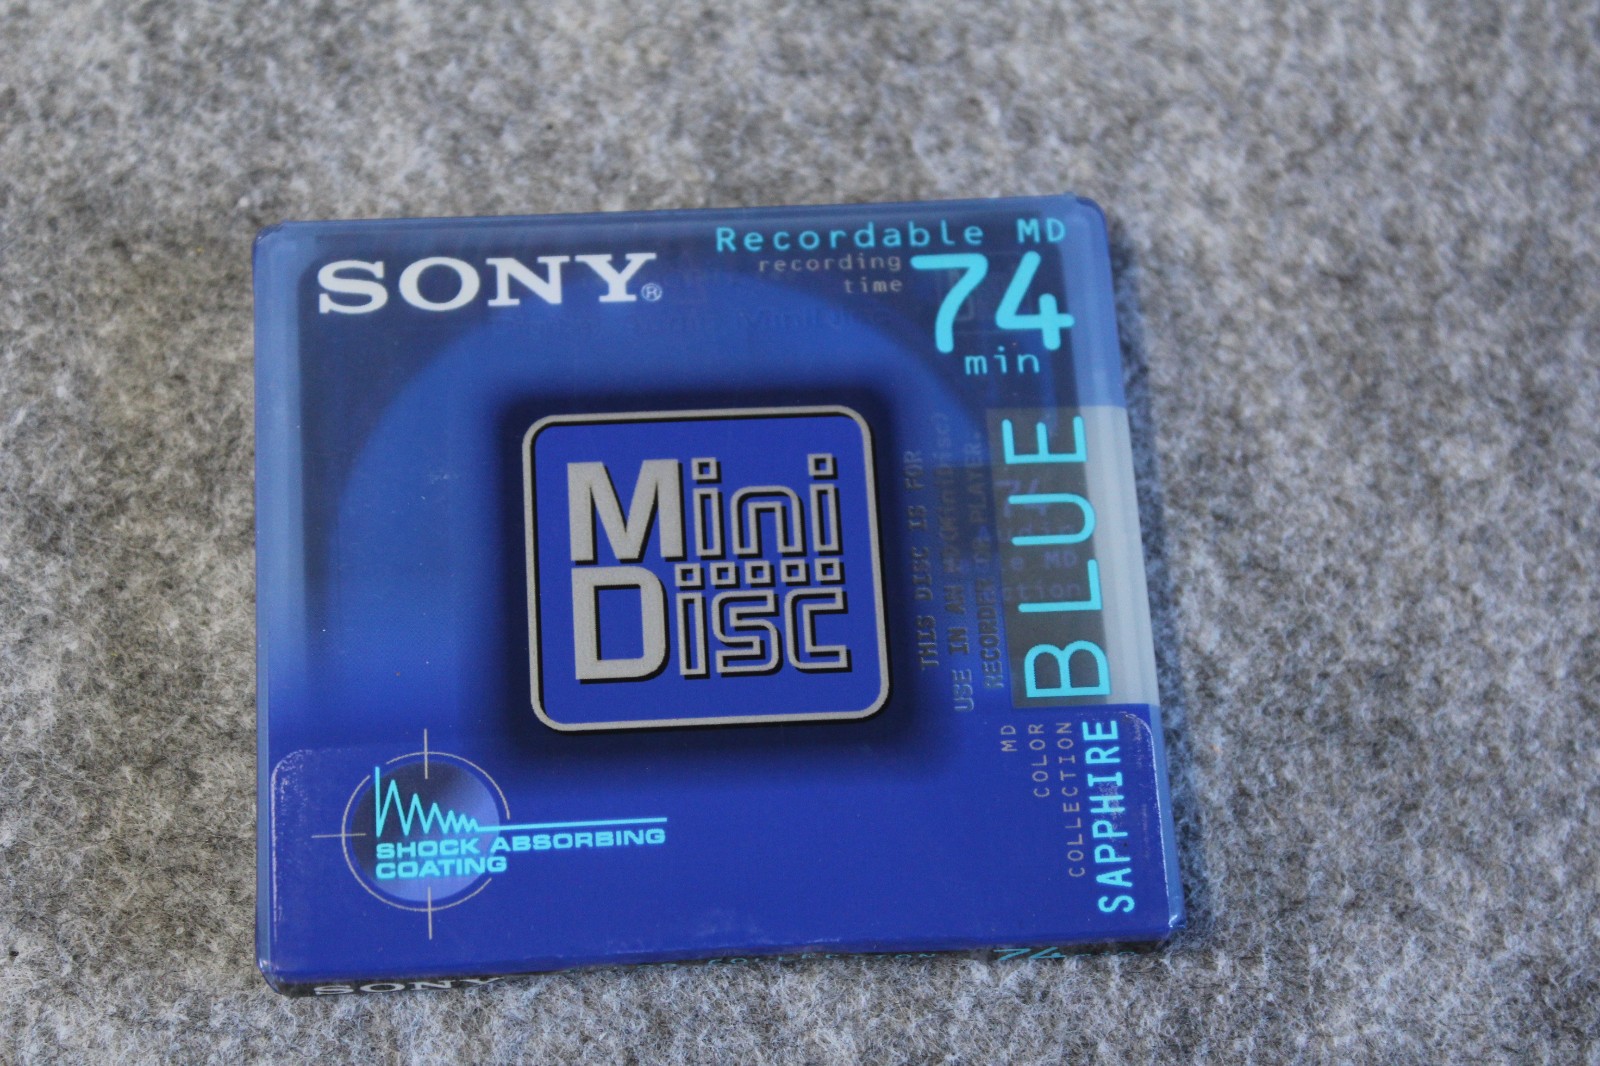 SONY®
Recordable MD
recording
time
74
min
Mini
Disc
THIS DISC IS FOR
USE IN AN MD(MiniDisc)
RECORDER OR PLAYER.
BLUE
MD
COLOR
COLLECTION
SAPPHIRE
SHOCK ABSORBING
COATING
SONY
74